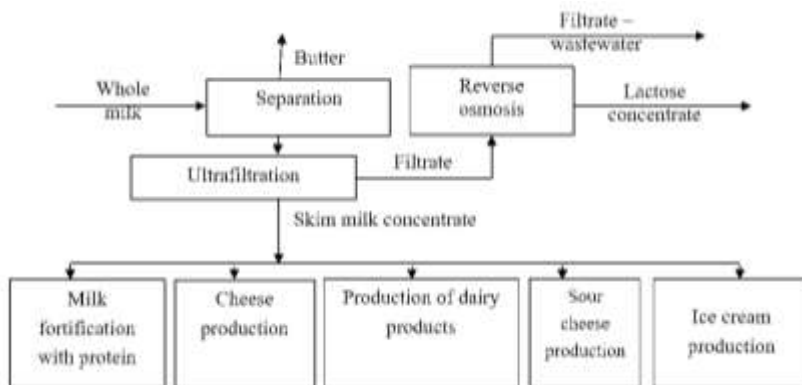 Filtrate –
wastewater
Butter
Whole
milk
Separation
Reverse
osmosis
Lactose
concentrate
Ultrafiltration
Filtrate
Skim milk concentrate
Milk
fortification
with protein
Cheese
production
Production of dairy
products
Sour
cheese
production
Ice cream
production